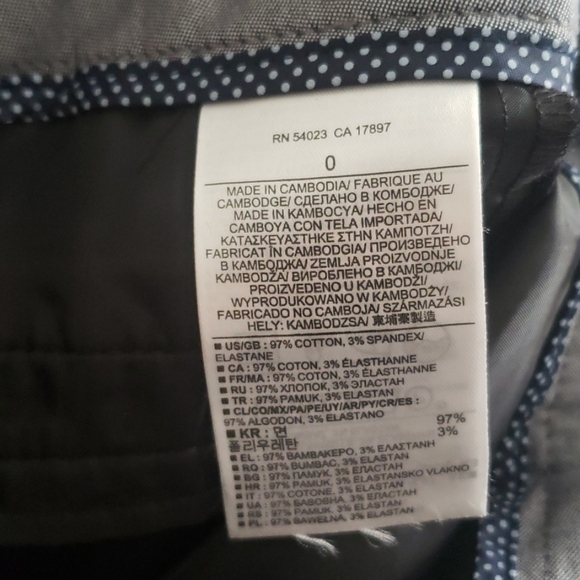 RN 54023 CA 17897
0
MADE IN CAMBODIA/ FABRIQUE AU
CAMBODGE/ СДЕЛАНО В КОМБОДЖЕ/
MADE IN KAMBOCYA/ HECHO EN
CAMBOYA CON TELA IMPORTADA/
ΚΑΤΑΣΚΕΥΑΣΤΗΚΕ ΣΤΗΝ ΚΑΜΠΟΤΖΗ/
FABRICAT ÎN CAMBODGIA/ ПРОИЗВЕДЕНО
В КАМБОДЖА/ ZEMLJA PROIZVODNJE
KAMBODŽA/ ВИРОБЛЕНО В КАМБОДЖІ/
PROIZVEDENO U KAMBODŽI/
WYPRODUKOWANO W KAMBODŻY/
FABRICADO NO CAMBOJA/ SZÁRMAZÁSI
HELY: KAMBODZSA/ 柬埔寨製造
■ US/GB : 97% COTTON, 3% SPANDEX/
ELASTANE
■ CA : 97% COTON, 3% ÉLASTHANNE
■ FR/MA : 97% COTON, 3% ÉLASTHANNE
■ RU : 97% ХЛОПОК, 3% ЭЛАСТАН
■ TR : 97% PAMUK, 3% ELASTAN
■ CL/CO/MX/PA/PE/UY/AR/PY/CR/ES :
97% ALGODON, 3% ELASTANO
■ KR : 면 97%
폴리우레탄 3%
■ EL : 97% ΒΑΜΒΑΚΕΡΟ, 3% ΕΛΑΣΤΑΝΗ
■ RO : 97% BUMBAC, 3% ELASTAN
■ BG : 97% ПАМУК, 3% ЕЛАСТАН
■ HR : 97% PAMUK, 3% ELASTANSKO VLAKNO
■ IT : 97% COTONE, 3% ELASTAN
■ UA : 97% БАВОВНА, 3% ЕЛАСТАН
■ RS : 97% PAMUK, 3% ELASTIN
■ PL : 97% BAWEŁNA, 3% ELASTAN